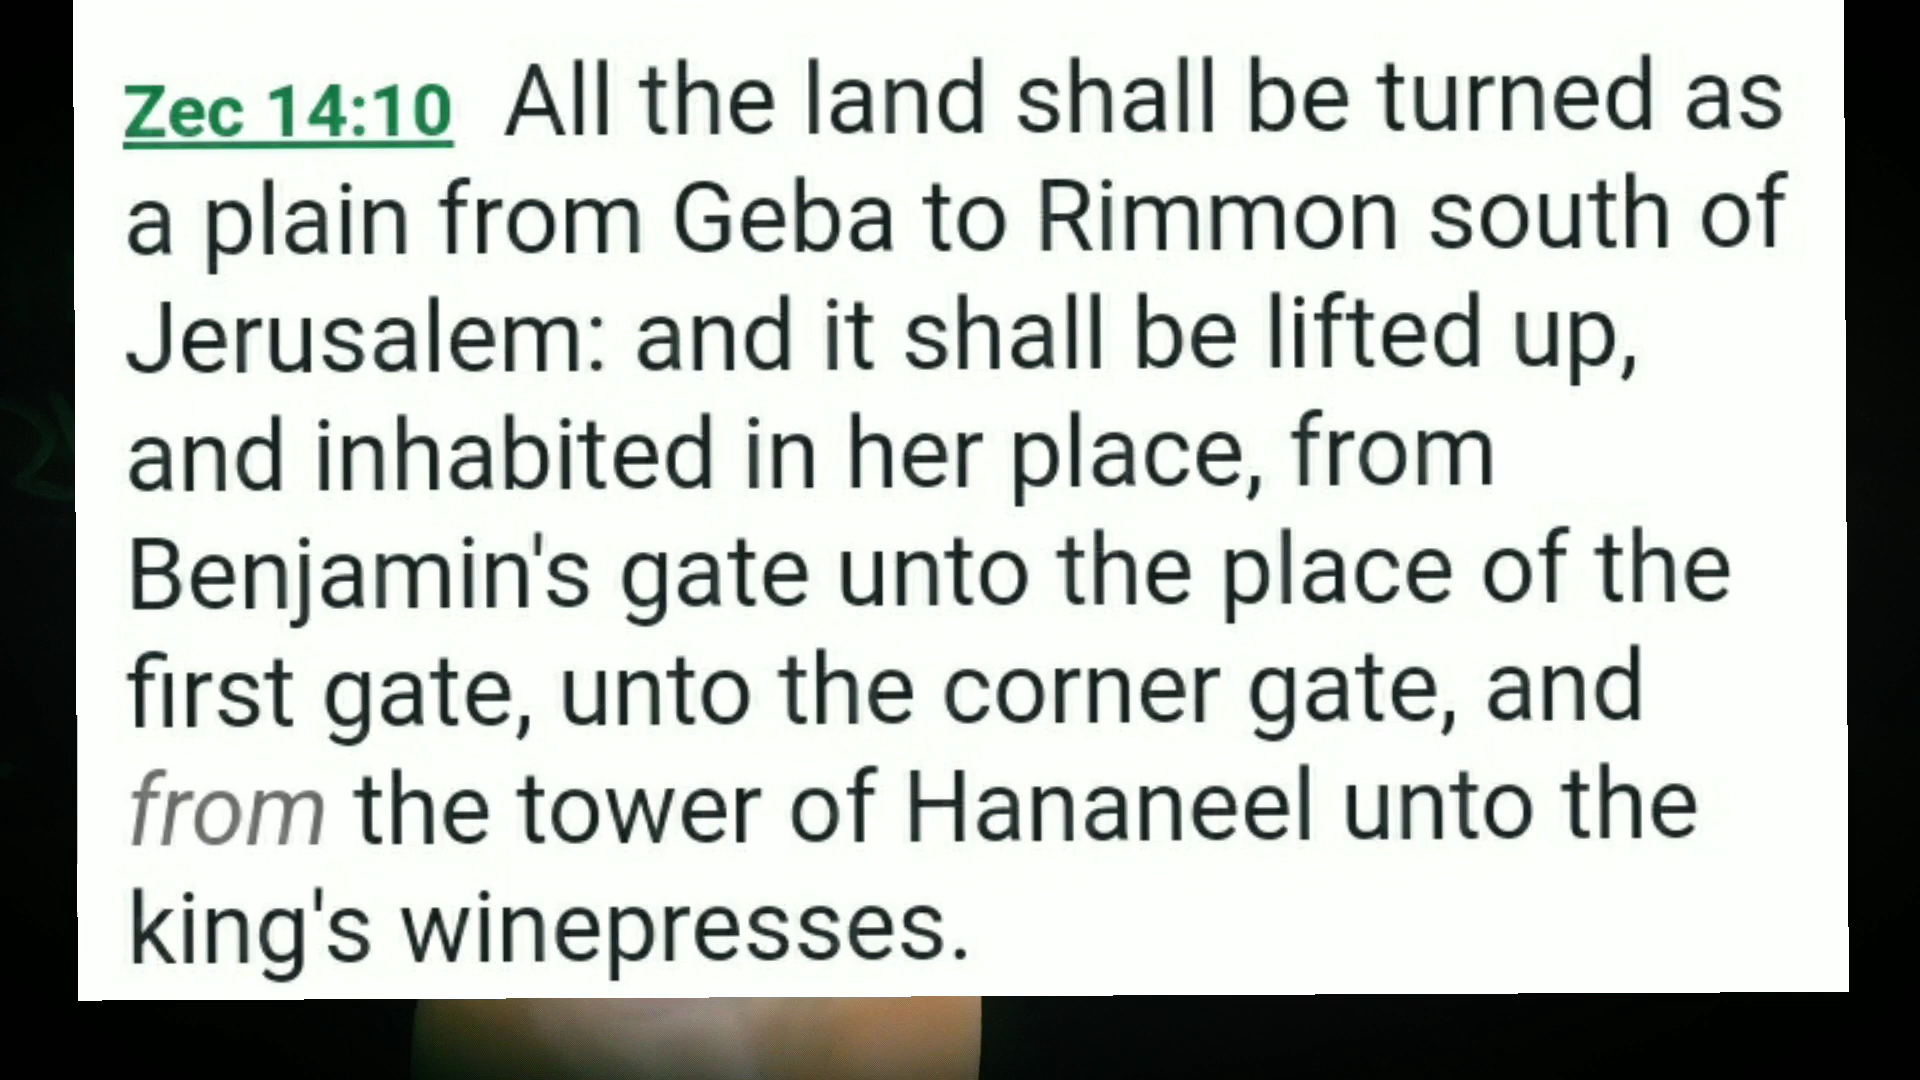 Zec 14:10 All the land shall be turned as
a plain from Geba to Rimmon south of
Jerusalem: and it shall be lifted up,
and inhabited in her place, from
Benjamin's gate unto the place of the
first gate, unto the corner gate, and
from the tower of Hananeel unto the
king's winepresses.